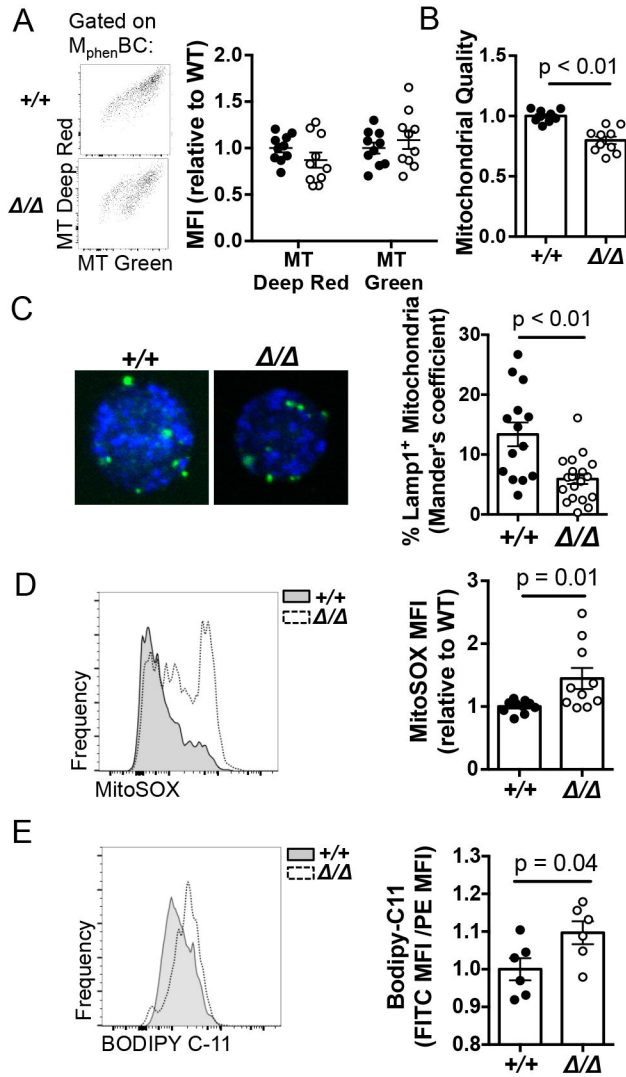 A
Gated on
MphenBC:
+/+
Δ/Δ
MT Deep Red
MT Green
MFI (relative to WT)
2.0
1.5
1.0
0.5
0.0
MT
Deep Red
MT
Green
B
Mitochondrial Quality
p < 0.01
1.5
1.0
0.5
0.0
+/+
Δ/Δ
C
+/+
Δ/Δ
% Lamp1+ Mitochondria
(Mander's coefficient)
p < 0.01
30
20
10
0
+/+
Δ/Δ
D
+/+
Δ/Δ
Frequency
MitoSOX
MitoSOX MFI
(relative to WT)
p = 0.01
3
2
1
0
+/+
Δ/Δ
E
+/+
Δ/Δ
Frequency
BODIPY C-11
Bodipy-C11
(FITC MFI /PE MFI)
p = 0.04
1.3
1.2
1.1
1.0
0.9
0.8
+/+
Δ/Δ